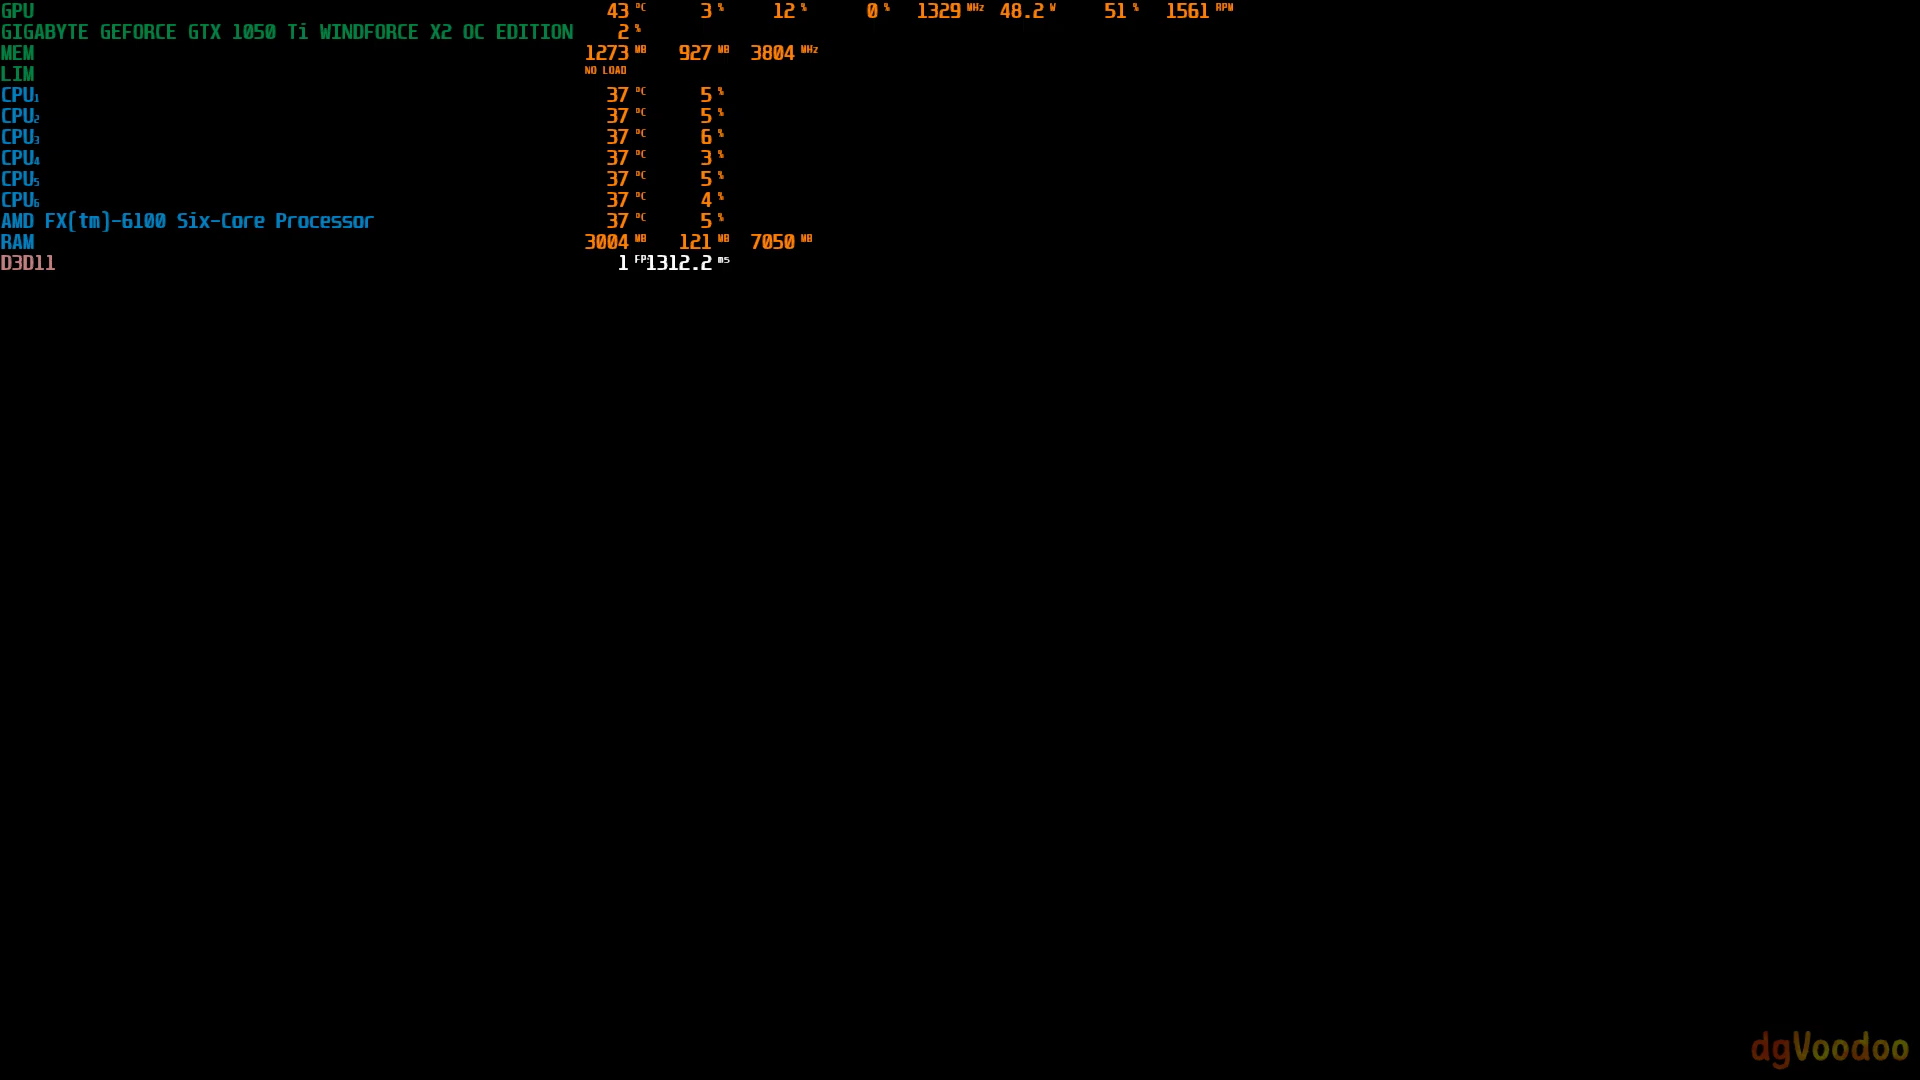 GPU 43 °C 3 % 12 % 0 % 1329 MHz 48.2 W 51 % 1561 RPM
GIGABYTE GEFORCE GTX 1050 Ti WINDFORCE X2 OC EDITION 2 %
MEM 1273 MB 927 MB 3804 MHz
LIM NO LOAD
CPU1 37 °C 5 %
CPU2 37 °C 5 %
CPU3 37 °C 6 %
CPU4 37 °C 3 %
CPU5 37 °C 5 %
CPU6 37 °C 4 %
AMD FX(tm)-6100 Six-Core Processor 37 °C 5 %
RAM 3004 MB 121 MB 7050 MB
D3D11 1 FPS 1312.2 ms
dgVoodoo